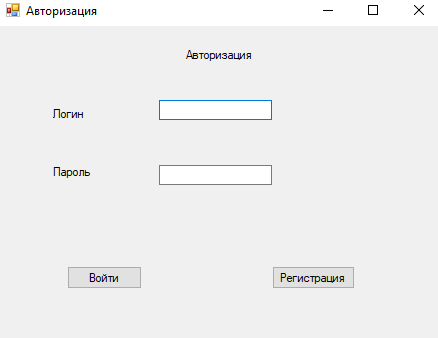 Авторизация
Авторизация
Логин
Пароль
Войти
Регистрация